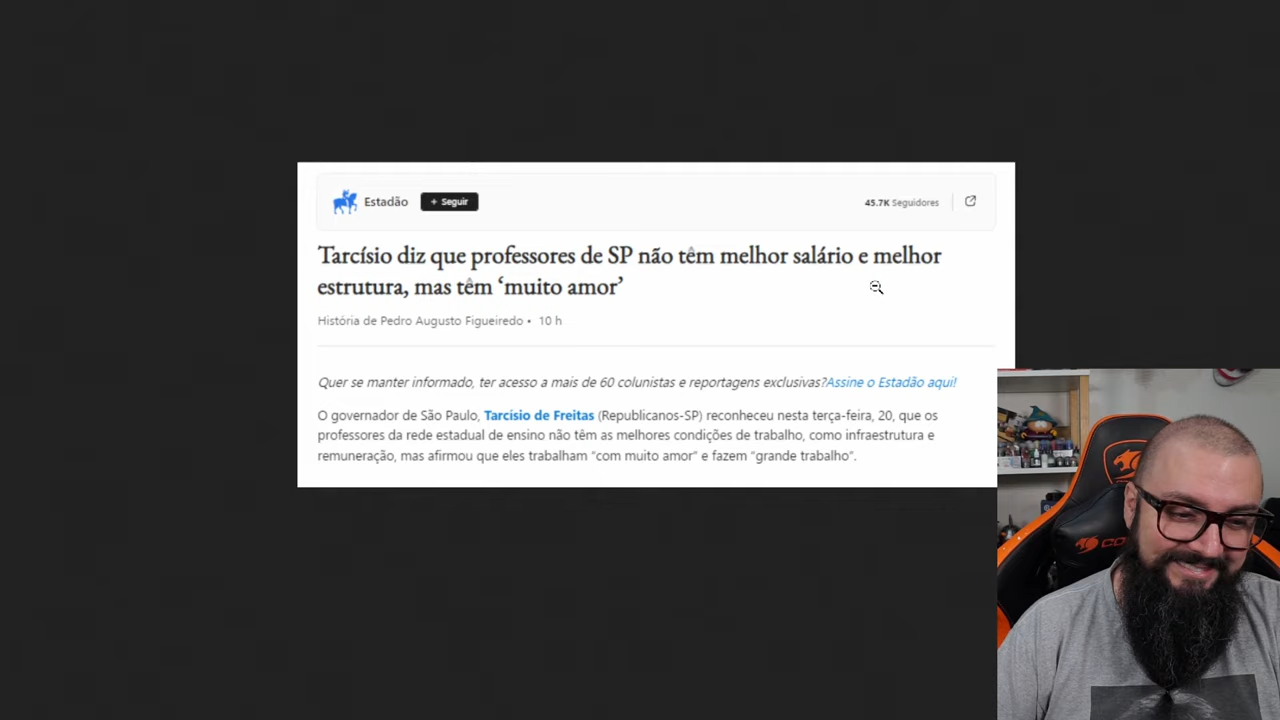 Estadão + Seguir 45.7K Seguidores
Tarcísio diz que professores de SP não têm melhor salário e melhor
estrutura, mas têm ‘muito amor’
História de Pedro Augusto Figueiredo • 10 h
Quer se manter informado, ter acesso a mais de 60 colunistas e reportagens exclusivas?Assine o Estadão aqui!
O governador de São Paulo, Tarcísio de Freitas (Republicanos-SP) reconheceu nesta terça-feira, 20, que os
professores da rede estadual de ensino não têm as melhores condições de trabalho, como infraestrutura e
remuneração, mas afirmou que eles trabalham “com muito amor” e fazem “grande trabalho”.